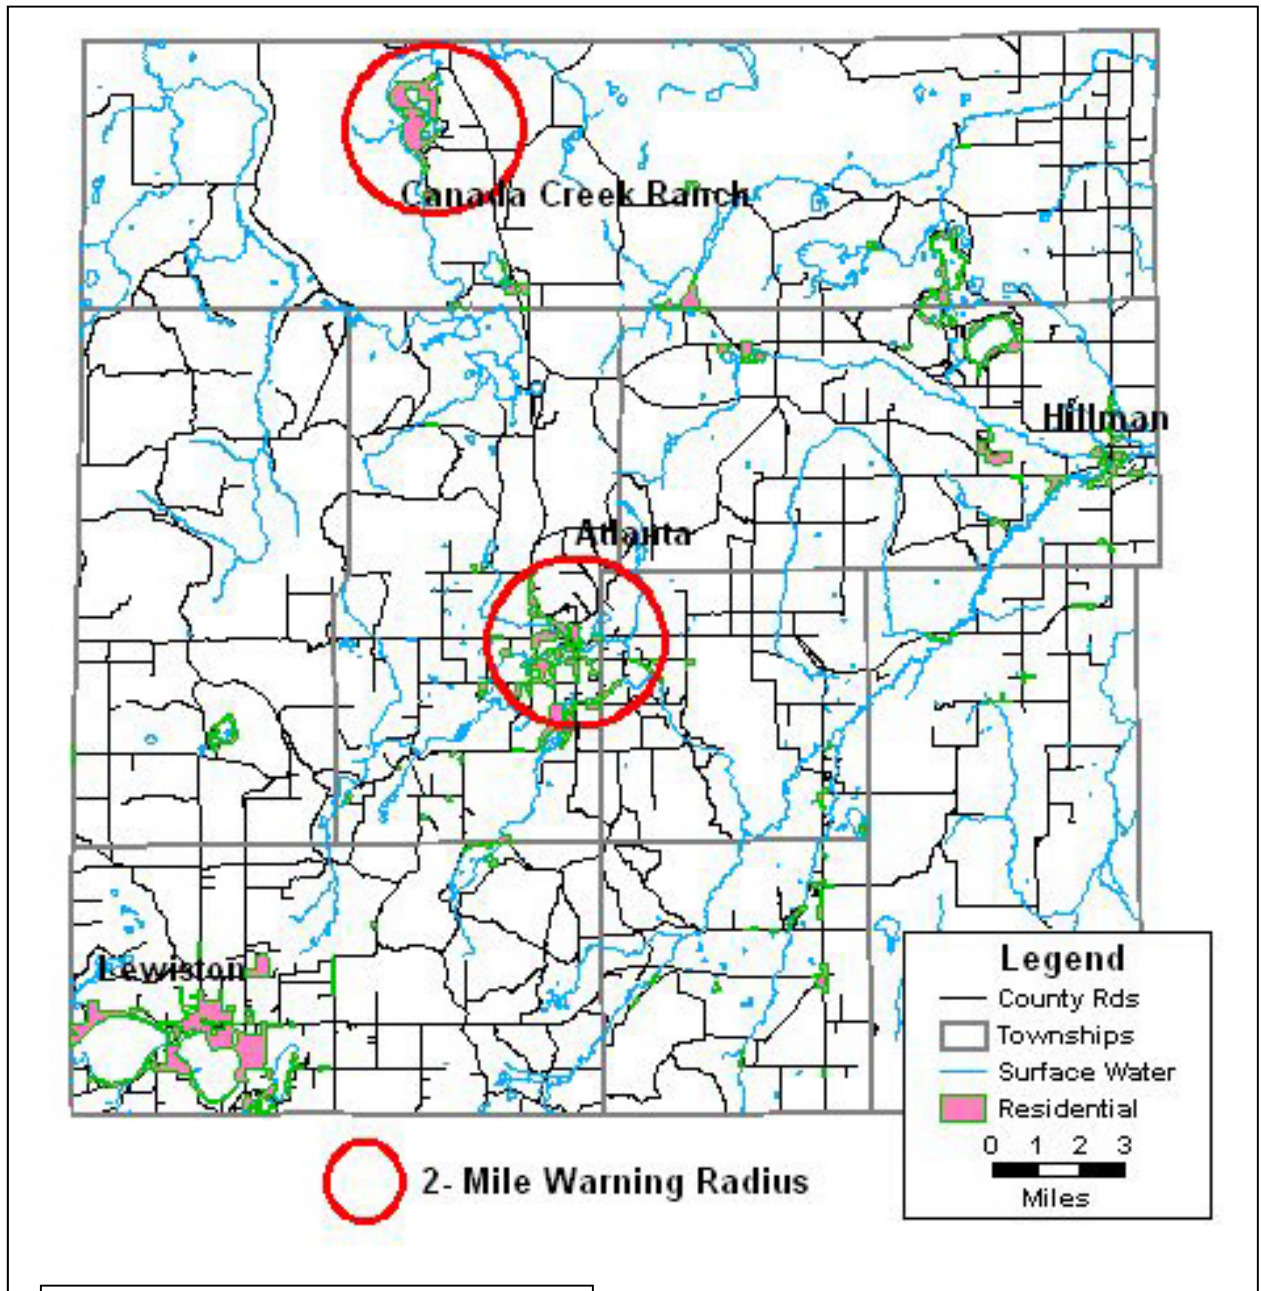 Canada Creek Ranch
Hillman
Atlanta
Lewiston
Legend
County Rds
Townships
Surface Water
Residential
0 1 2 3
Miles
2- Mile Warning Radius